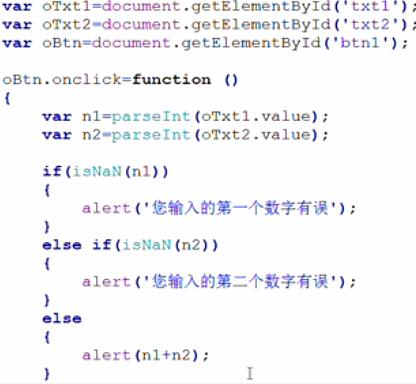 var oTxt1=document.getElementById('txt1');
var oTxt2=document.getElementById('txt2');
var oBtn=document.getElementById('btn1');
oBtn.onclick=function ()
{
var n1=parseInt(oTxt1.value);
var n2=parseInt(oTxt2.value);
if(isNaN(n1))
{
alert('您输入的第一个数字有误');
}
else if(isNaN(n2))
{
alert('您输入的第二个数字有误');
}
else
{
alert(n1+n2);
}